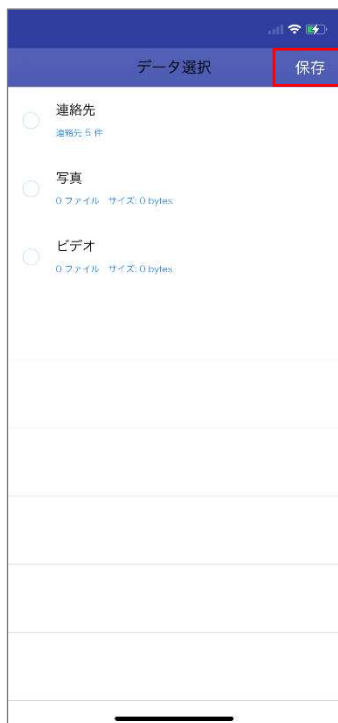 データ選択
保存
連絡先
連絡先 5 件
写真
0 ファイル サイズ: 0 bytes
ビデオ
0 ファイル サイズ: 0 bytes